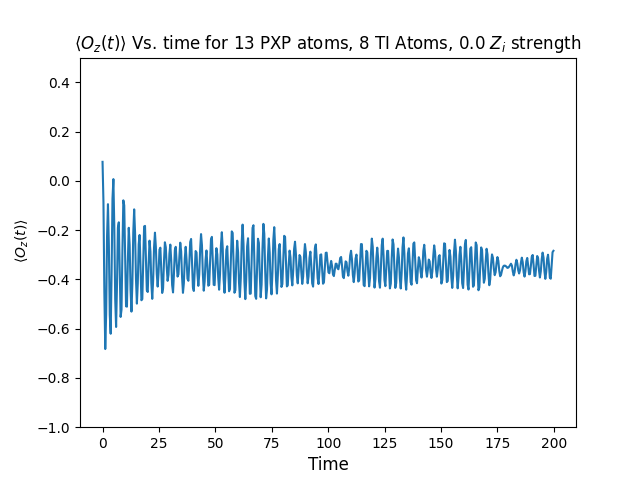 ⟨O_z(t)⟩ Vs. time for 13 PXP atoms, 8 TI Atoms, 0.0 Z_i strength
0.4
0.2
0.0
−0.2
−0.4
−0.6
−0.8
−1.0
⟨O_z(t)⟩
0 25 50 75 100 125 150 175 200
Time